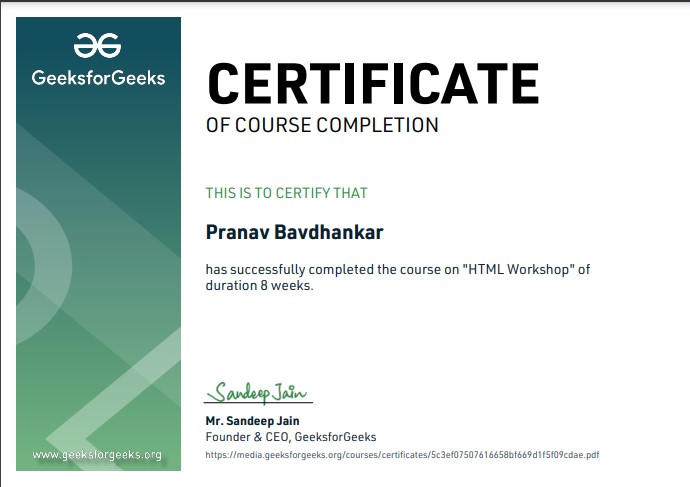 GeeksforGeeks
CERTIFICATE
OF COURSE COMPLETION
THIS IS TO CERTIFY THAT
Pranav Bavdhankar
has successfully completed the course on "HTML Workshop" of
duration 8 weeks.
Sandeep Jain
Mr. Sandeep Jain
Founder & CEO, GeeksforGeeks
www.geeksforgeeks.org
https://media.geeksforgeeks.org/courses/certificates/5c3ef07507616658bf669d1f5f09cdae.pdf